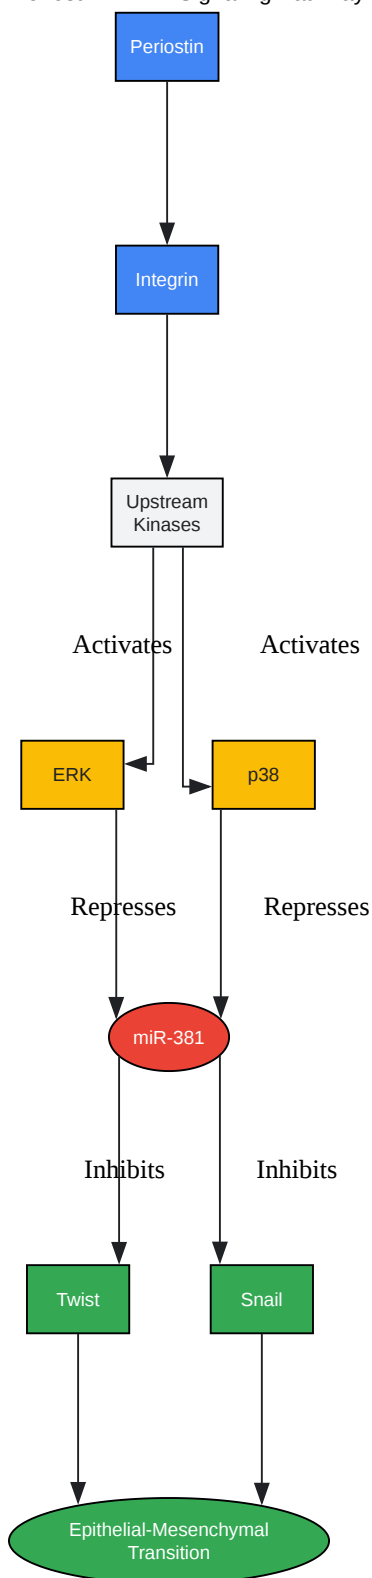 Periostin
Integrin
Upstream
Kinases
Activates
Activates
ERK
p38
Represses
Represses
miR-381
Inhibits
Inhibits
Twist
Snail
Epithelial-Mesenchymal
Transition